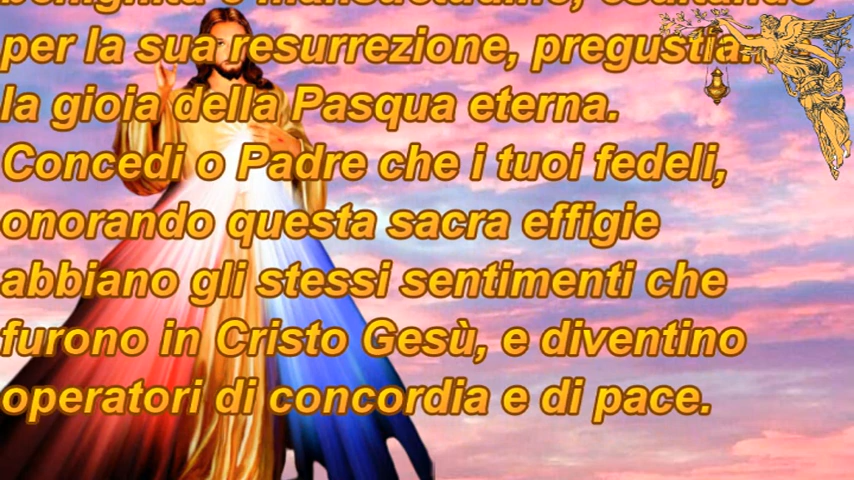 per la sua resurrezione, pregustiamo
la gioia della Pasqua eterna.
Concedi o Padre che i tuoi fedeli,
onorando questa sacra effigie
abbiano gli stessi sentimenti che
furono in Cristo Gesù, e diventino
operatori di concordia e di pace.